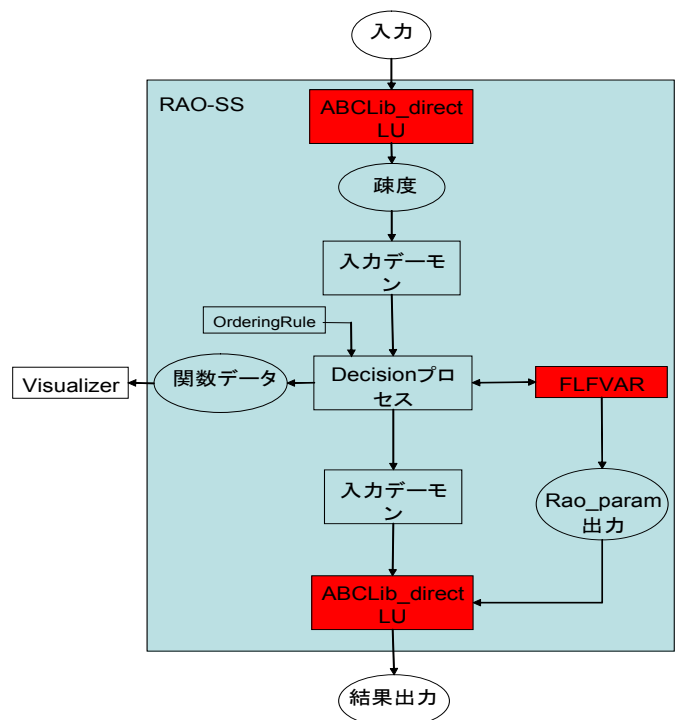 入力
RAO-SS
ABCLib_direct
LU
疎度
入力デーモ
ン
OrderingRule
Visualizer
関数データ
Decisionプロ
セス
FLFVAR
入力デーモ
ン
Rao_param
出力
ABCLib_direct
LU
結果出力